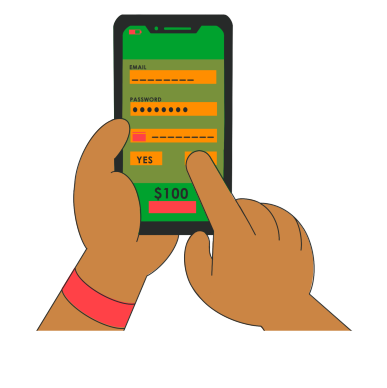 EMAIL
PASSWORD
YES
$100